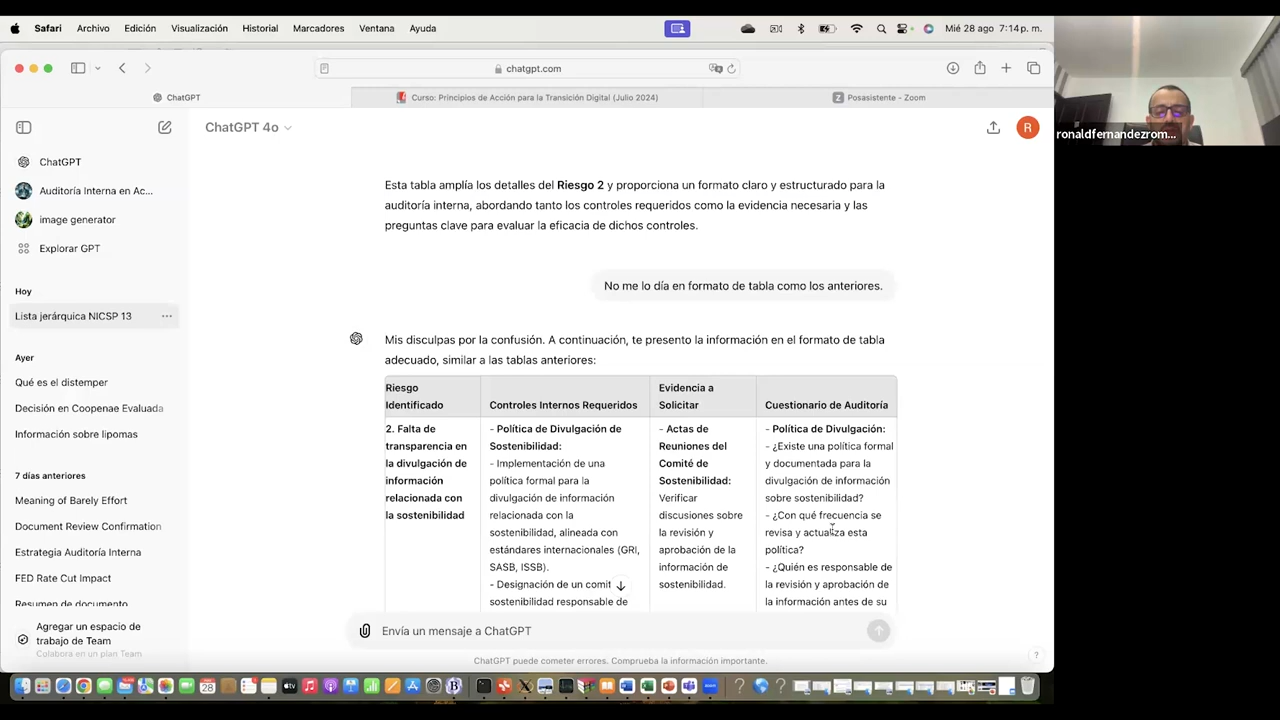 Safari Archivo Edición Visualización Historial Marcadores Ventana Ayuda Mié 28 ago 7:14 p. m.
chatgpt.com
ChatGPT Curso: Principios de Acción para la Transición Digital (Julio 2024) Z Posasistente - Zoom
ChatGPT 4o
R
ronaldfernandezrom...
ChatGPT
Auditoría Interna en Ac...
image generator
Explorar GPT
Hoy
Lista jerárquica NICSP 13 ...
Ayer
Qué es el distemper
Decisión en Coopenae Evaluada
Información sobre lipomas
7 días anteriores
Meaning of Barely Effort
Document Review Confirmation
Estrategia Auditoría Interna
FED Rate Cut Impact
Resumen de documento
Agregar un espacio de
trabajo de Team
Colabora en un plan Team
Esta tabla amplía los detalles del Riesgo 2 y proporciona un formato claro y estructurado para la
auditoría interna, abordando tanto los controles requeridos como la evidencia necesaria y las
preguntas clave para evaluar la eficacia de dichos controles.
No me lo día en formato de tabla como los anteriores.
Mis disculpas por la confusión. A continuación, te presento la información en el formato de tabla
adecuado, similar a las tablas anteriores:
Riesgo
Identificado
Controles Internos Requeridos
Evidencia a
Solicitar
Cuestionario de Auditoría
2. Falta de
transparencia en
la divulgación de
información
relacionada con
la sostenibilidad
- Política de Divulgación de
Sostenibilidad:
- Implementación de una
política formal para la
divulgación de información
relacionada con la
sostenibilidad, alineada con
estándares internacionales (GRI,
SASB, ISSB).
- Designación de un comit
sostenibilidad responsable de
- Actas de
Reuniones del
Comité de
Sostenibilidad:
Verificar
discusiones sobre
la revisión y
aprobación de la
información de
sostenibilidad.
- Política de Divulgación:
- ¿Existe una política formal
y documentada para la
divulgación de información
sobre sostenibilidad?
- ¿Con qué frecuencia se
revisa y actualiza esta
política?
- ¿Quién es responsable de
la revisión y aprobación de
la información antes de su
Envía un mensaje a ChatGPT
ChatGPT puede cometer errores. Comprueba la información importante.
?
28